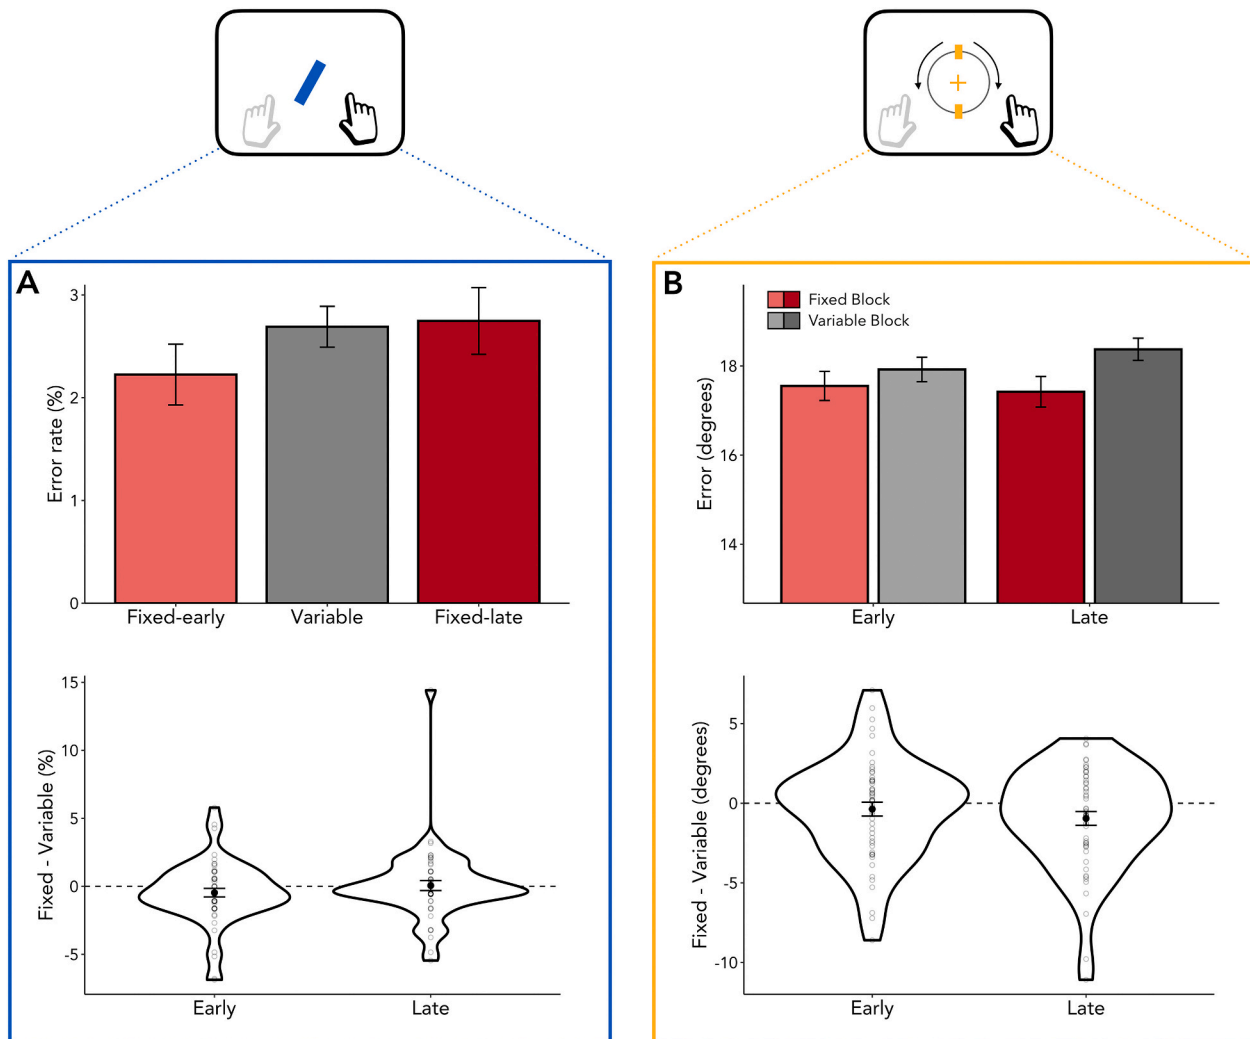 A
Error rate (%)
3
2
1
0
Fixed-early Variable Fixed-late
Fixed - Variable (%)
15
10
5
0
-5
Early Late
B
Fixed Block
Variable Block
Error (degrees)
18
16
14
Early Late
Fixed - Variable (degrees)
5
0
-5
-10
Early Late